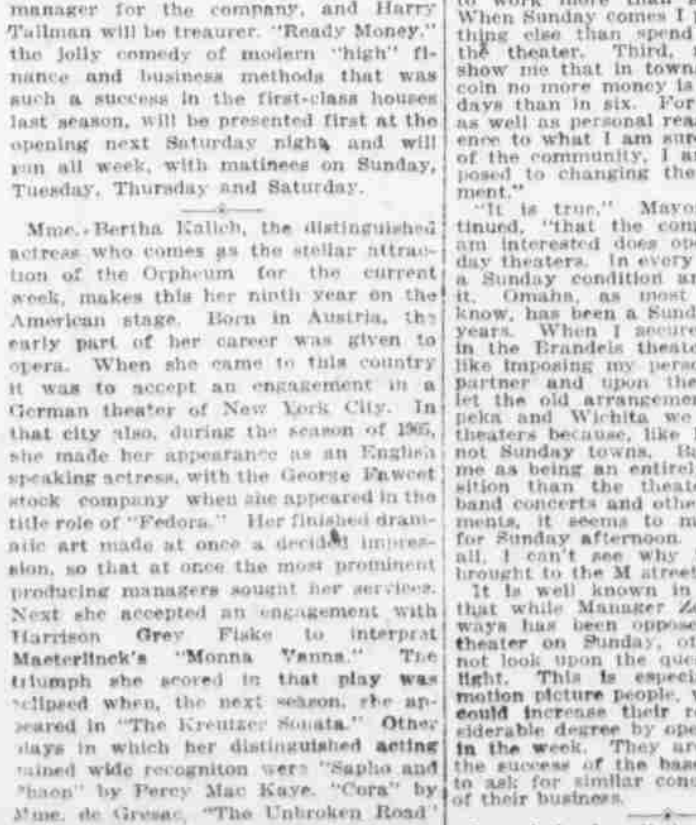 manager for the company, and Harry
Tallman will be treaurer. "Ready Money,"
the jolly comedy of modern "high" fi-
nance and business methods that was
such a success in the first-class houses
last season, will be presented first at the
opening next Saturday night, and will
run all week, with matinees on Sunday,
Tuesday, Thursday and Saturday.
Mme. Bertha Kalich, the distinguished
actress who comes as the stellar attrac-
tion of the Orpheum for the current
week, makes this her ninth year on the
American stage. Born in Austria, the
early part of her career was given to
opera. When she came to this country
it was to accept an engagement in a
German theater of New York City. In
that city also, during the season of 1905,
she made her appearance as an English
speaking actress, with the George Fawcet
stock company when she appeared in the
title role of "Fedora." Her finished dram-
atic art made at once a decided impres-
sion, so that at once the most prominent
producing managers sought her services.
Next she accepted an engagement with
Harrison Grey Fiske to interprat
Maeterlinck's "Monna Vanna." The
triumph she scored in that play was
eclipsed when, the next season, she ap-
peared in "The Kreutzer Sonata." Other
plays in which her distinguished acting
gained wide recogniton were "Sapho and
Phaon" by Percy Mac Kaye, "Cora" by
Mme. de Gresac, "The Unbroken Road"
to work more than
When Sunday comes I
thing else than spend
the theater. Third,
show me that in town
coin no more money is
days than in six. For
as well as personal rea
ence to what I am sure
of the community, I a
posed to changing the
ment."
"It is true," Mayo
tinued, "that the com
am interested does ope
day theaters. In every
a Sunday condition a
it. Omaha, as most
know, has been a Sund
years. When I secure
in the Brandeis theate
like imposing my pers
partner and upon the
let the old arrangeme
peka and Wichita we
theaters because, like
not Sunday towns. Ba
me as being an entirel
sition than the theate
band concerts and othe
ments, it seems to m
for Sunday afternoon.
all, I can't see why
brought to the M street
It is well known in
that while Manager Z
ways has been oppose
theater on Sunday, o
not look upon the que
light. This is especi
motion picture people,
could increase their r
siderable degree by ope
in the week. They ar
the success of the base
to ask for similar con
of their business.